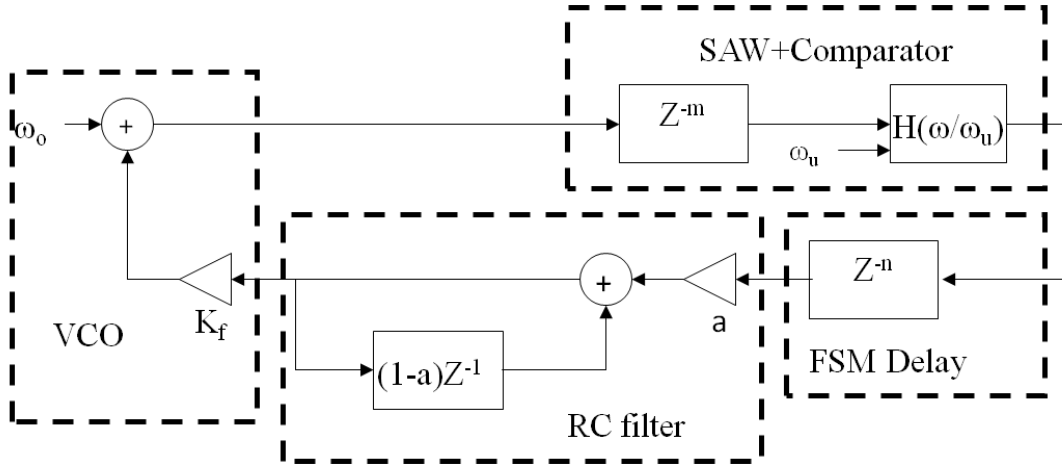 SAW+Comparator
ωo
+
Z-m
H(ω/ωu)
ωu
+
a
Z-n
Kf
VCO
(1-a)Z-1
FSM Delay
RC filter